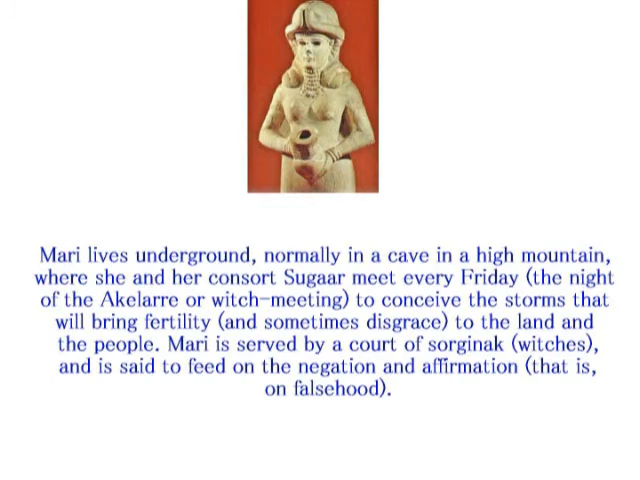 Mari lives underground, normally in a cave in a high mountain,
where she and her consort Sugaar meet every Friday (the night
of the Akelarre or witch-meeting) to conceive the storms that
will bring fertility (and sometimes disgrace) to the land and
the people. Mari is served by a court of sorginak (witches),
and is said to feed on the negation and affirmation (that is,
on falsehood).